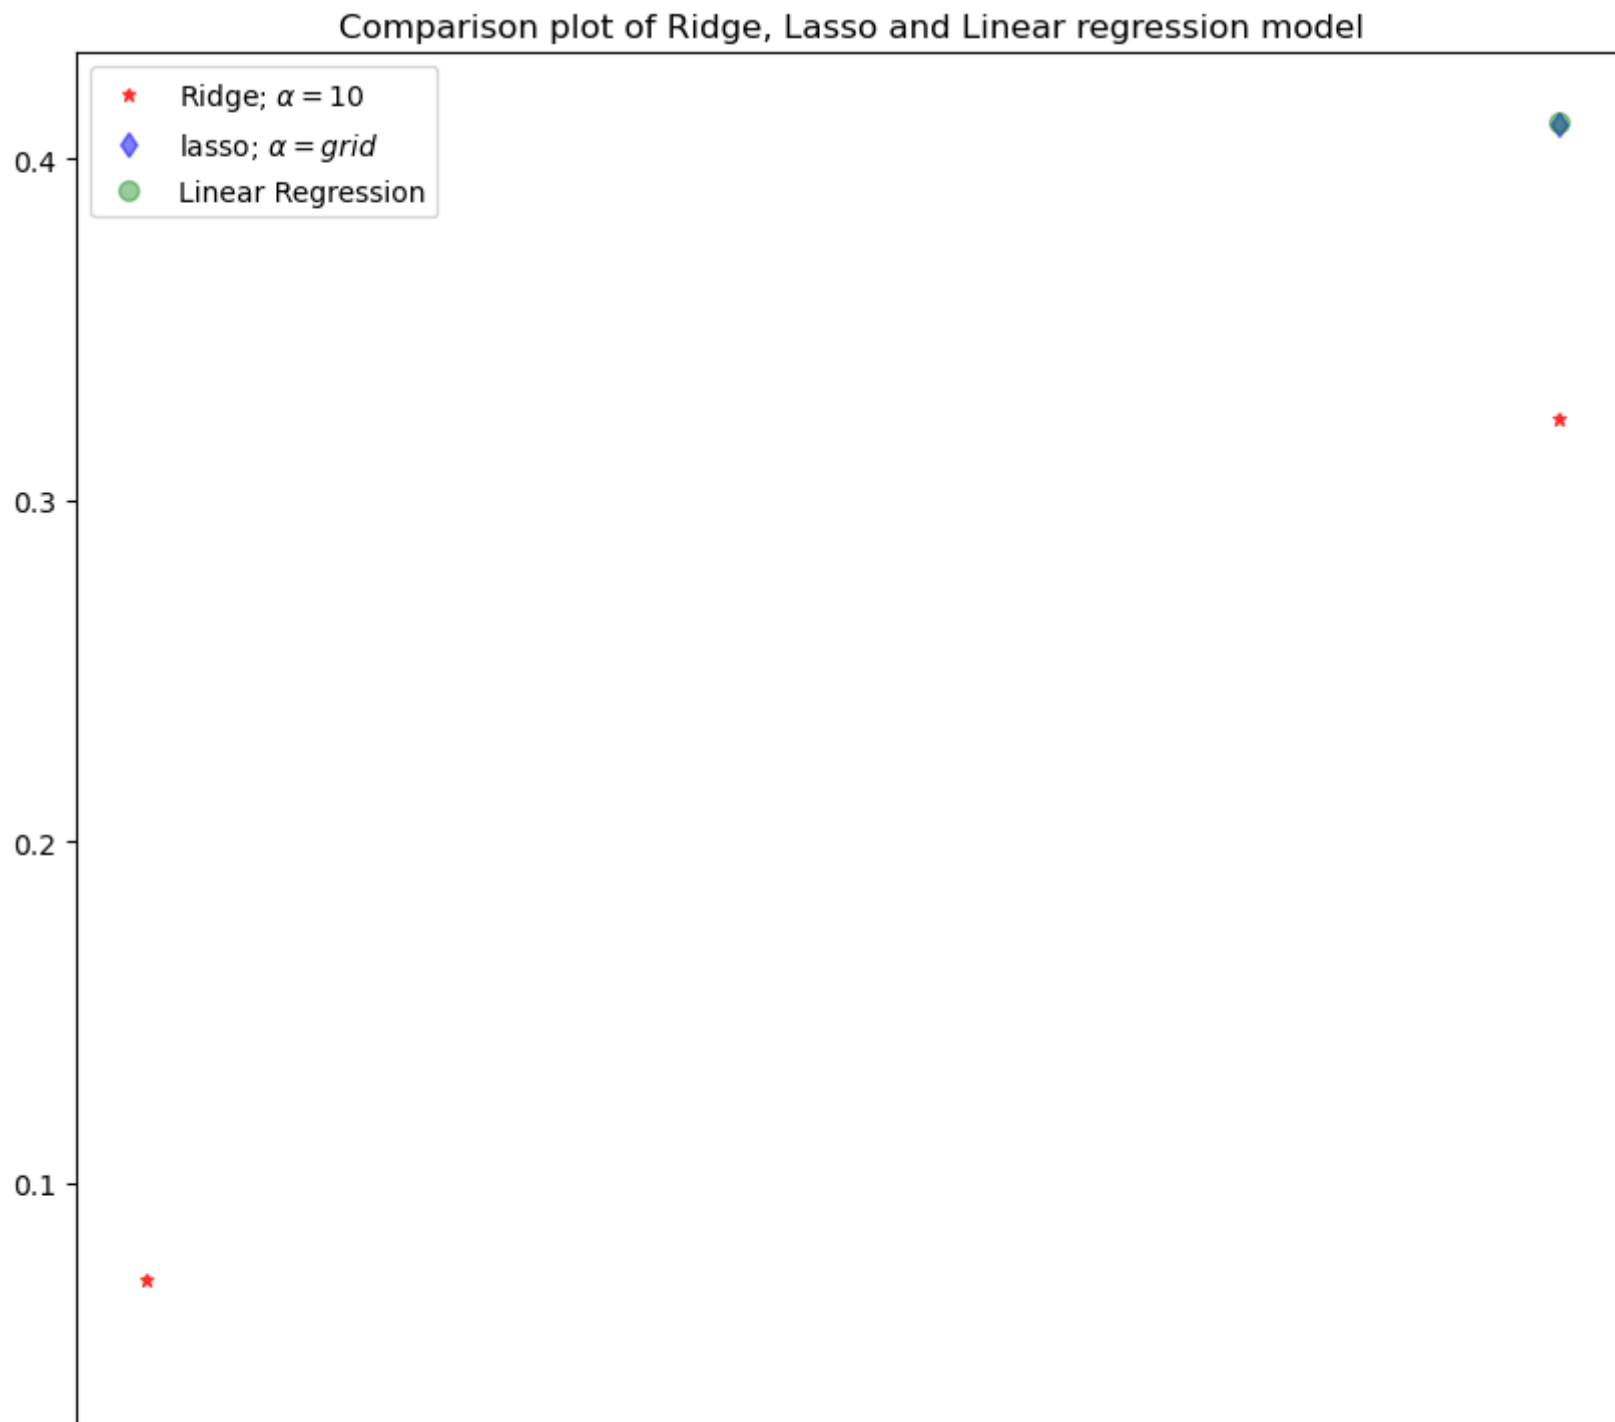 Comparison plot of Ridge, Lasso and Linear regression model
Ridge; α = 10
lasso; α = grid
Linear Regression
0.4
0.3
0.2
0.1